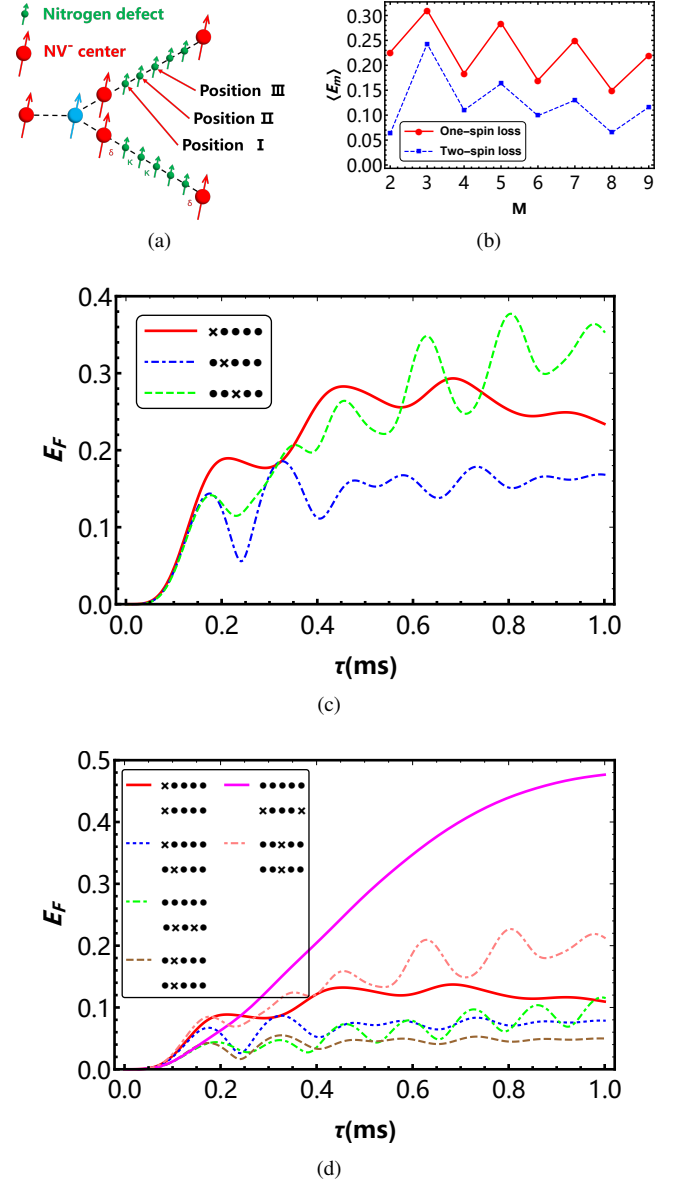 Nitrogen defect
NV⁻ center
Position III
Position II
Position I
δ
κ
κ
δ
(a)
⟨E_m⟩
0.30
0.25
0.20
0.15
0.10
0.05
0.00
One-spin loss
Two-spin loss
2 3 4 5 6 7 8 9
M
(b)
E_F
0.4
0.3
0.2
0.1
0.0
×●●●●
●×●●●
●●×●●
0.0 0.2 0.4 0.6 0.8 1.0
τ(ms)
(c)
E_F
0.5
0.4
0.3
0.2
0.1
0.0
×●●●● ●●●●●
×●●●● ×●●●×
×●●●● ●●×●●
●×●●● ●●×●●
●●●●●
●×●×●
●×●●●
●×●●●
0.0 0.2 0.4 0.6 0.8 1.0
τ(ms)
(d)